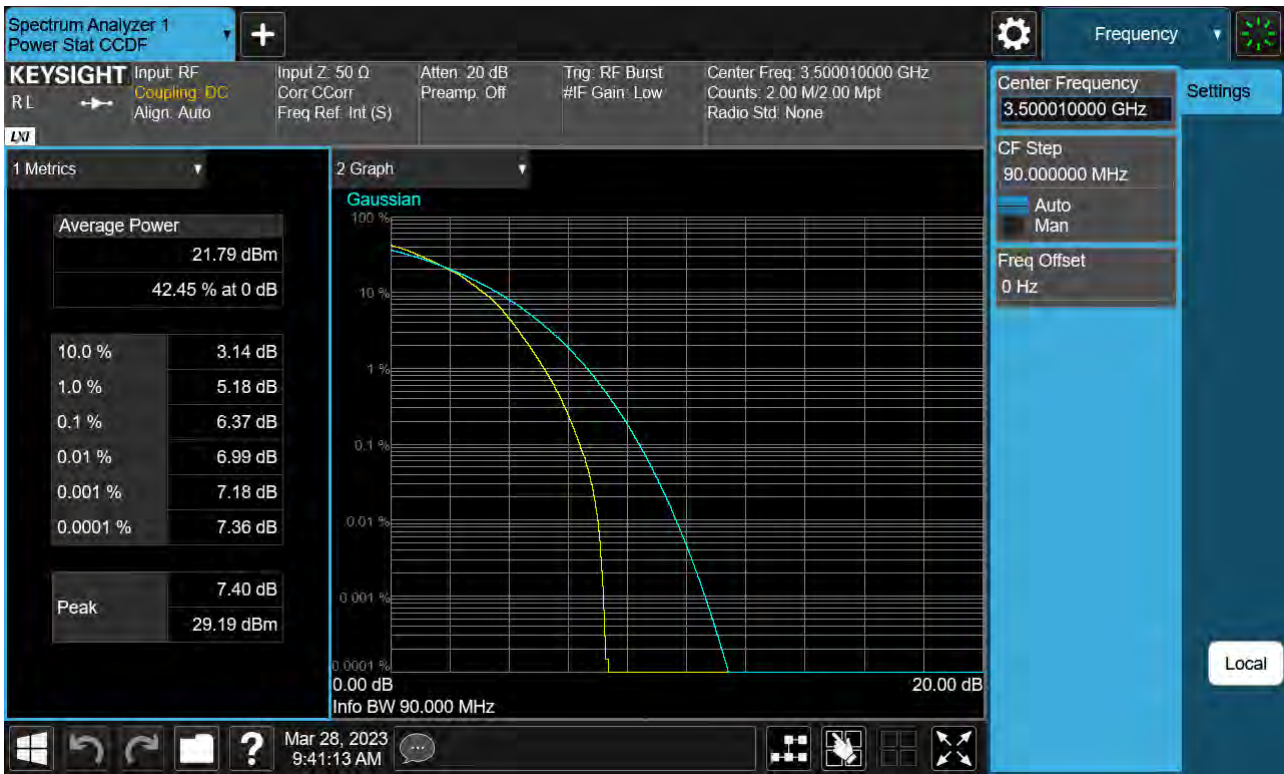 Spectrum Analyzer 1
Power Stat CCDF
Frequency
KEYSIGHT
R L
LXI
Input: RF
Coupling: DC
Align: Auto
Input Z: 50 Ω
Corr CCorr
Freq Ref: Int (S)
Atten: 20 dB
Preamp: Off
Trig: RF Burst
#IF Gain: Low
Center Freq: 3.500010000 GHz
Counts: 2.00 M/2.00 Mpt
Radio Std: None
Center Frequency
3.500010000 GHz
Settings
CF Step
90.000000 MHz
Auto
Man
Freq Offset
0 Hz
Local
1 Metrics
Average Power
21.79 dBm
42.45 % at 0 dB
10.0 % 3.14 dB
1.0 % 5.18 dB
0.1 % 6.37 dB
0.01 % 6.99 dB
0.001 % 7.18 dB
0.0001 % 7.36 dB
Peak
7.40 dB
29.19 dBm
2 Graph
Gaussian
100 %
10 %
1 %
0.1 %
0.01 %
0.001 %
0.0001 %
0.00 dB 20.00 dB
Info BW 90.000 MHz
Mar 28, 2023
9:41:13 AM